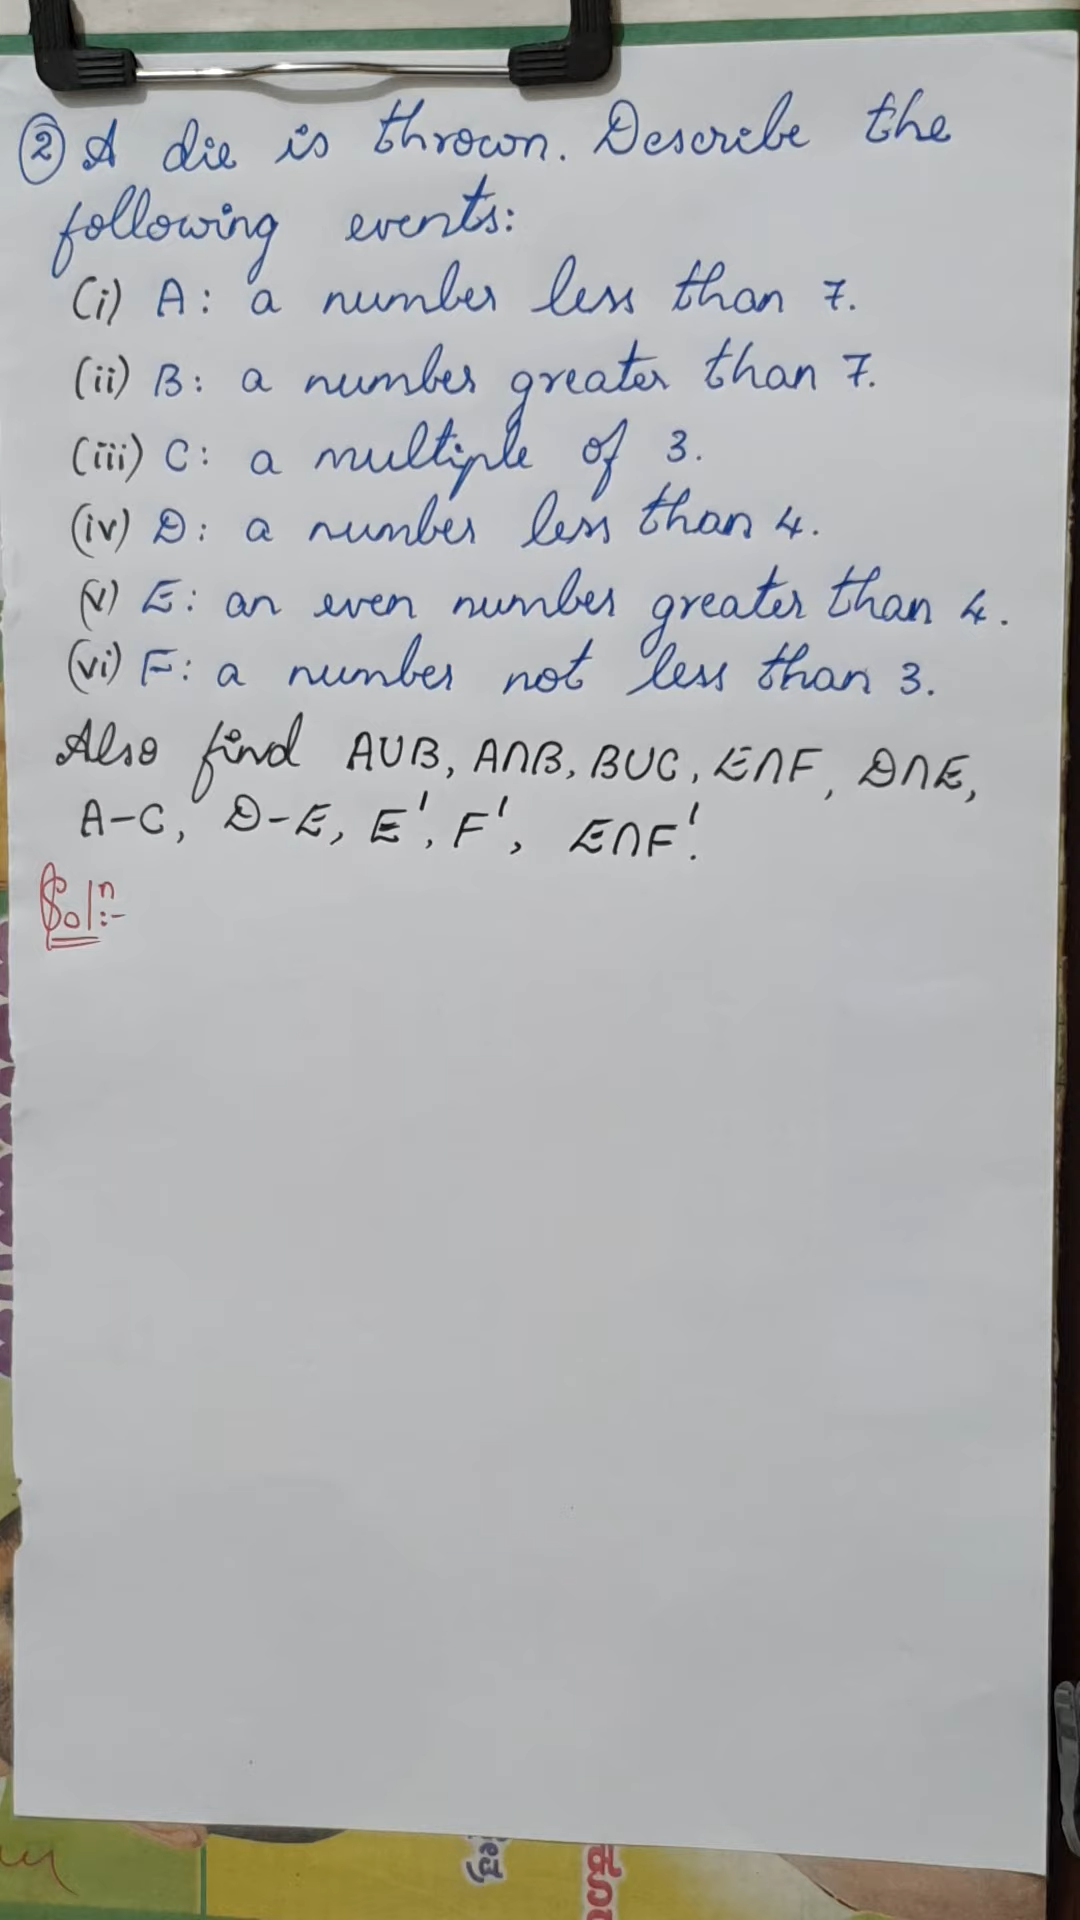 ② A die is thrown. Describe the
following events:
(i) A: a number less than 7.
(ii) B: a number greater than 7.
(iii) C: a multiple of 3.
(iv) D: a number less than 4.
(v) E: an even number greater than 4.
(vi) F: a number not less than 3.
Also find A∪B, A∩B, B∪C, E∩F, D∩E,
A-C, D-E, E', F', E∩F'.
Solⁿ:-